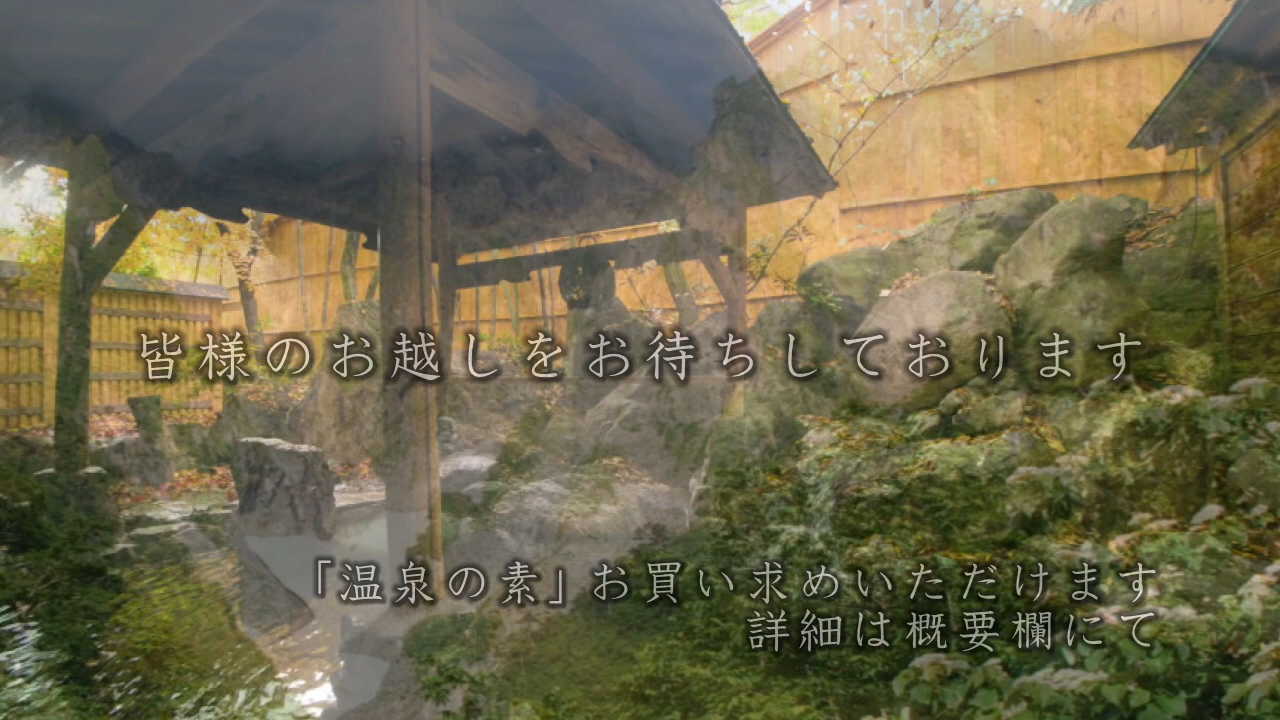 皆様のお越しをお待ちしております
「温泉の素」お買い求めいただけます
詳細は概要欄にて